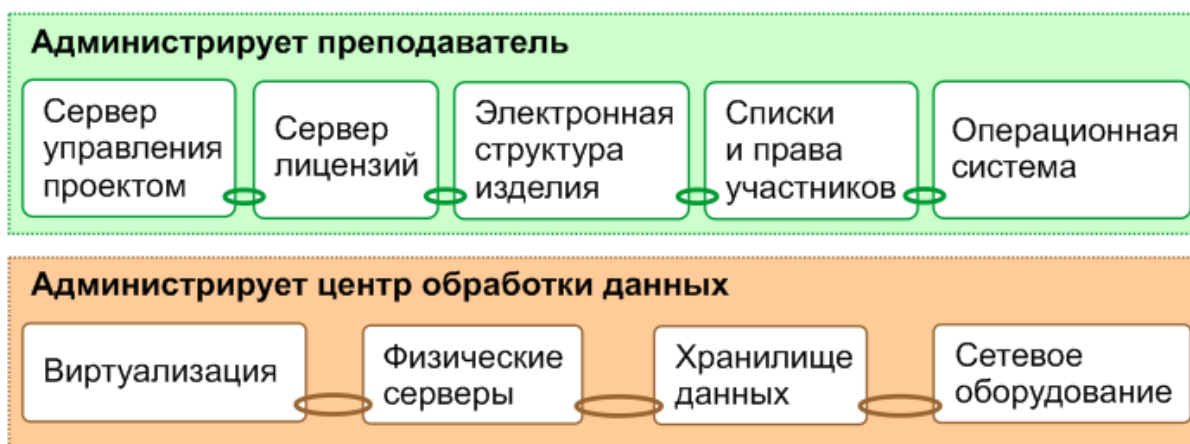 Администрирует преподаватель
Сервер
управления
проектом
Сервер
лицензий
Электронная
структура
изделия
Списки
и права
участников
Операционная
система
Администрирует центр обработки данных
Виртуализация
Физические
серверы
Хранилище
данных
Сетевое
оборудование